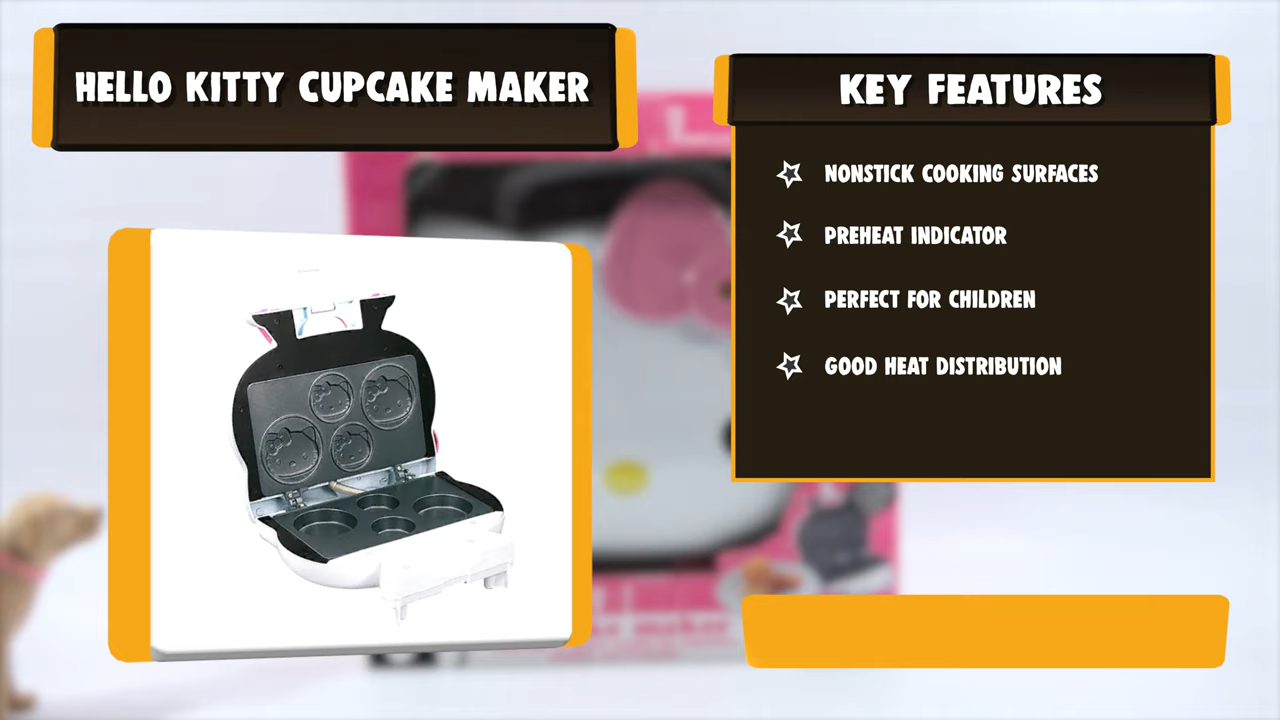 HELLO KITTY CUPCAKE MAKER
KEY FEATURES
NONSTICK COOKING SURFACES
PREHEAT INDICATOR
PERFECT FOR CHILDREN
GOOD HEAT DISTRIBUTION